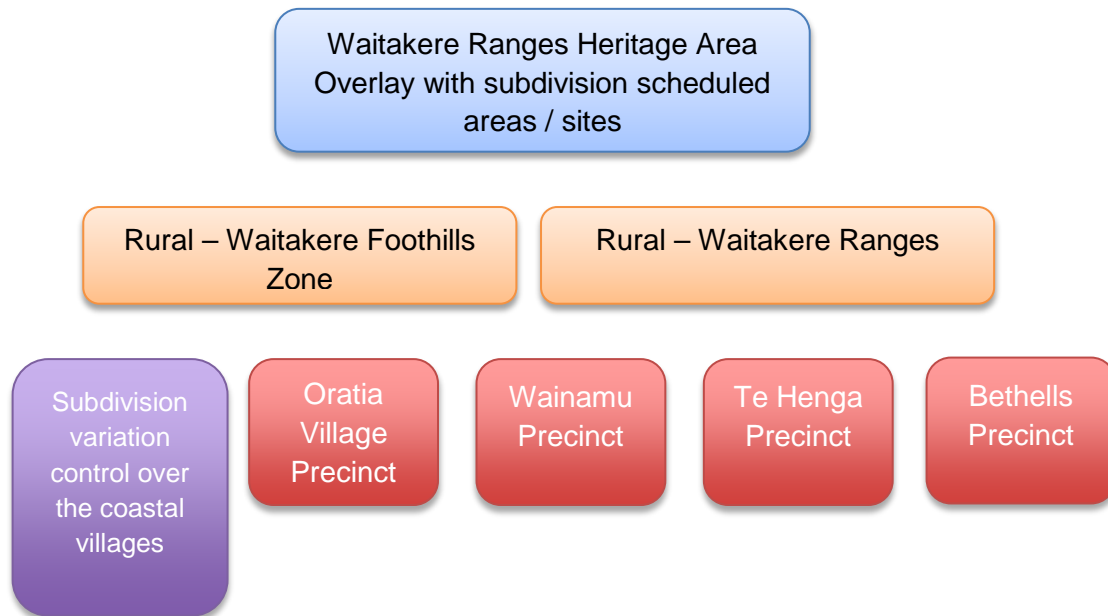 Waitakere Ranges Heritage Area
Overlay with subdivision scheduled
areas / sites
Rural – Waitakere Foothills
Zone
Rural – Waitakere Ranges
Subdivision
variation
control over
the coastal
villages
Oratia
Village
Precinct
Wainamu
Precinct
Te Henga
Precinct
Bethells
Precinct